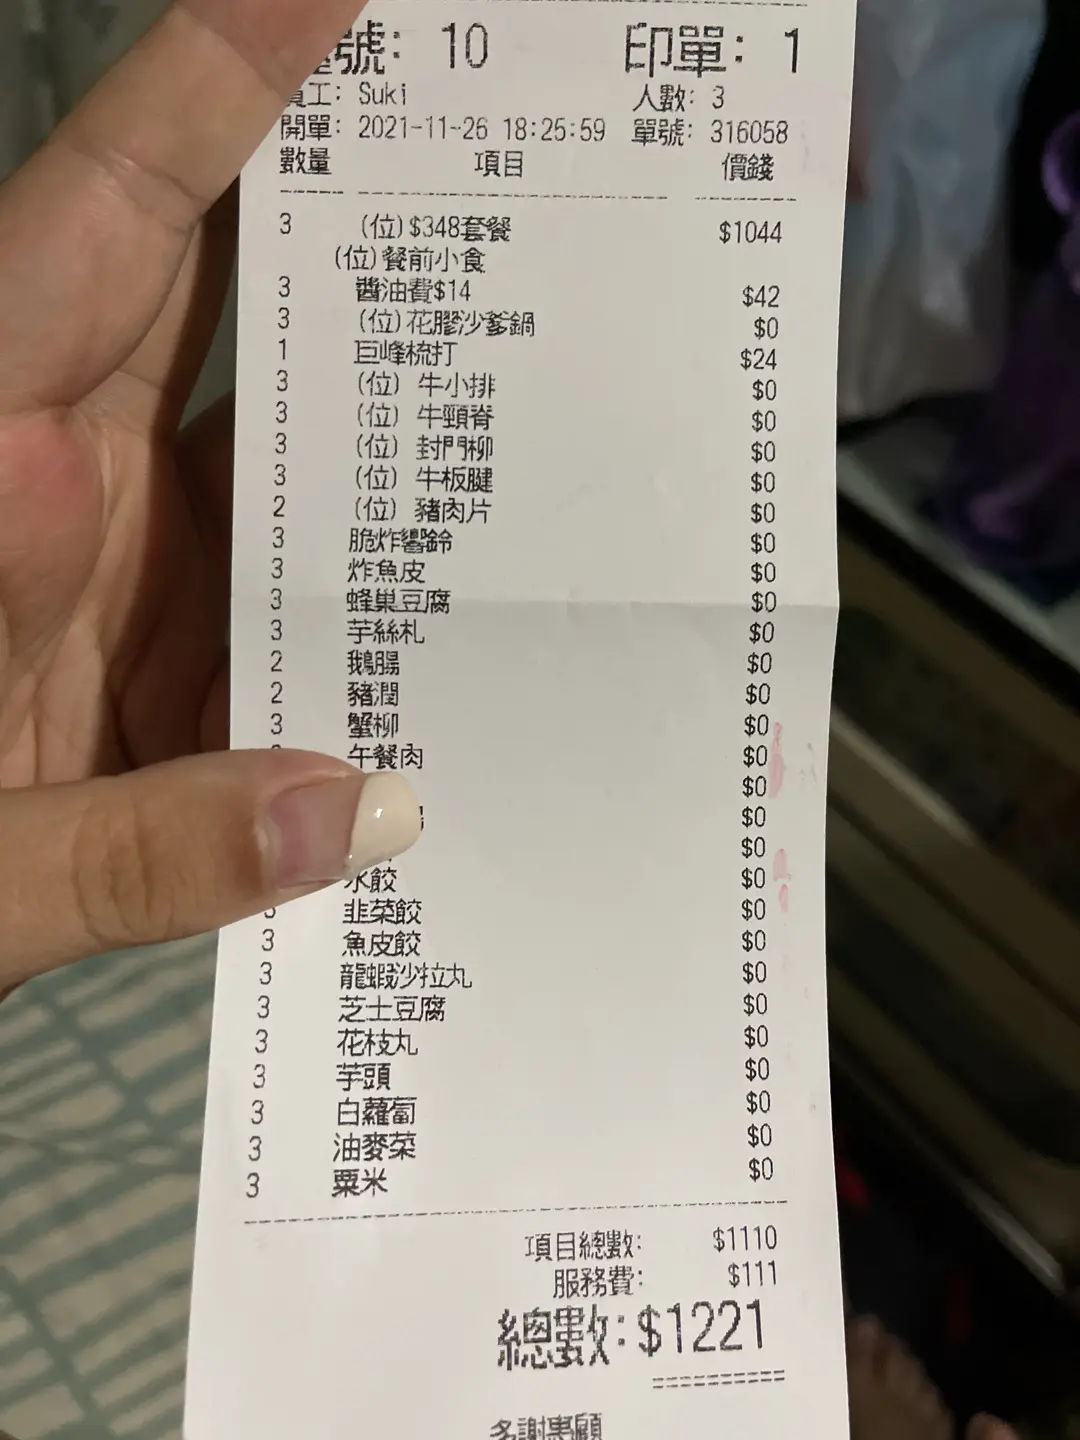 號: 10 印單: 1
員工: Suki 人數: 3
開單: 2021-11-26 18:25:59 單號: 316058
數量 項目 價錢
3 (位)$348套餐 $1044
(位)餐前小食
3 醬油費$14 $42
3 (位)花膠沙爹鍋 $0
1 巨峰梳打 $24
3 (位) 牛小排 $0
3 (位) 牛頸脊 $0
3 (位) 封門柳 $0
3 (位) 牛板腱 $0
2 (位) 豬肉片 $0
3 脆炸響鈴 $0
3 炸魚皮 $0
3 蜂巢豆腐 $0
3 芋絲札 $0
2 鵝腸 $0
2 豬潤 $0
3 蟹柳 $0
午餐肉 $0
$0
$0
$0
水餃 $0
3 韭菜餃 $0
3 魚皮餃 $0
3 龍蝦沙拉丸 $0
3 芝士豆腐 $0
3 花枝丸 $0
3 芋頭 $0
3 白蘿蔔 $0
3 油麥菜 $0
3 粟米 $0
項目總數: $1110
服務費: $111
總數: $1221
多謝惠顧